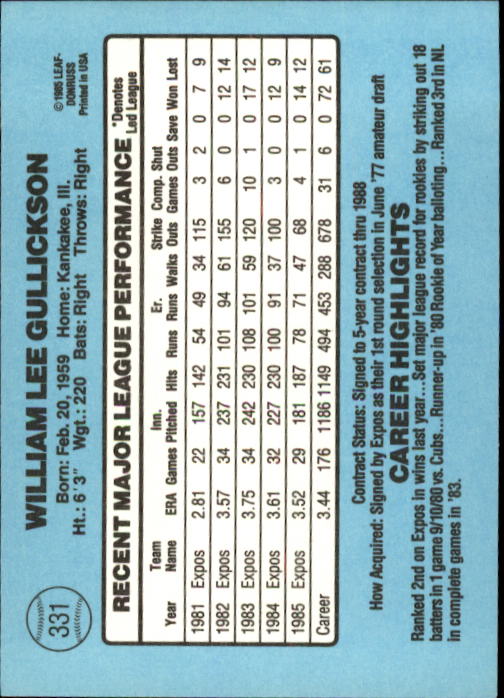 331
WILLIAM LEE GULLICKSON
Born: Feb. 20, 1959 Home: Kankakee, Ill.
Ht.: 6'3" Wgt.: 220 Bats: Right Throws: Right
©1985 LEAF-
DONRUSS
Printed in USA
RECENT MAJOR LEAGUE PERFORMANCE
*Denotes
Led League
Year Team Name ERA Games Inn. Pitched Hits Runs Er. Runs Walks Strike Outs Comp. Games Shut Outs Save Won Lost
1981 Expos 2.81 22 157 142 54 49 34 115 3 2 0 7 9
1982 Expos 3.57 34 237 231 101 94 61 155 6 0 0 12 14
1983 Expos 3.75 34 242 230 108 101 59 120 10 1 0 17 12
1984 Expos 3.61 32 227 230 100 91 37 100 3 0 0 12 9
1985 Expos 3.52 29 181 187 78 71 47 68 4 1 0 14 12
Career 3.44 176 1186 1149 494 453 288 678 31 6 0 72 61
Contract Status: Signed to 5-year contract thru 1988
How Acquired: Signed by Expos as their 1st round selection in June '77 amateur draft
CAREER HIGHLIGHTS
Ranked 2nd on Expos in wins last year...Set major league record for rookies by striking out 18
batters in 1 game 9/10/80 vs. Cubs...Runner-up in '80 Rookie of Year balloting...Ranked 3rd in NL
in complete games in '83.